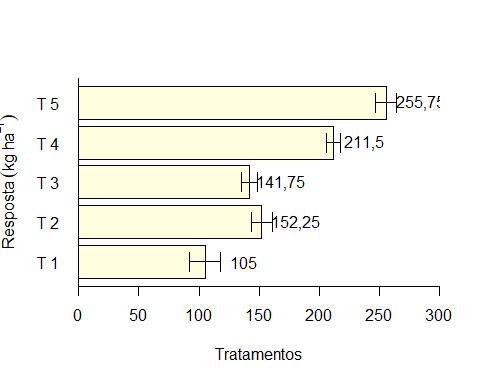 Resposta (kg ha⁻¹)
T 5
255,75
T 4
211,5
T 3
141,75
T 2
152,25
T 1
105
0 50 100 150 200 250 300
Tratamentos